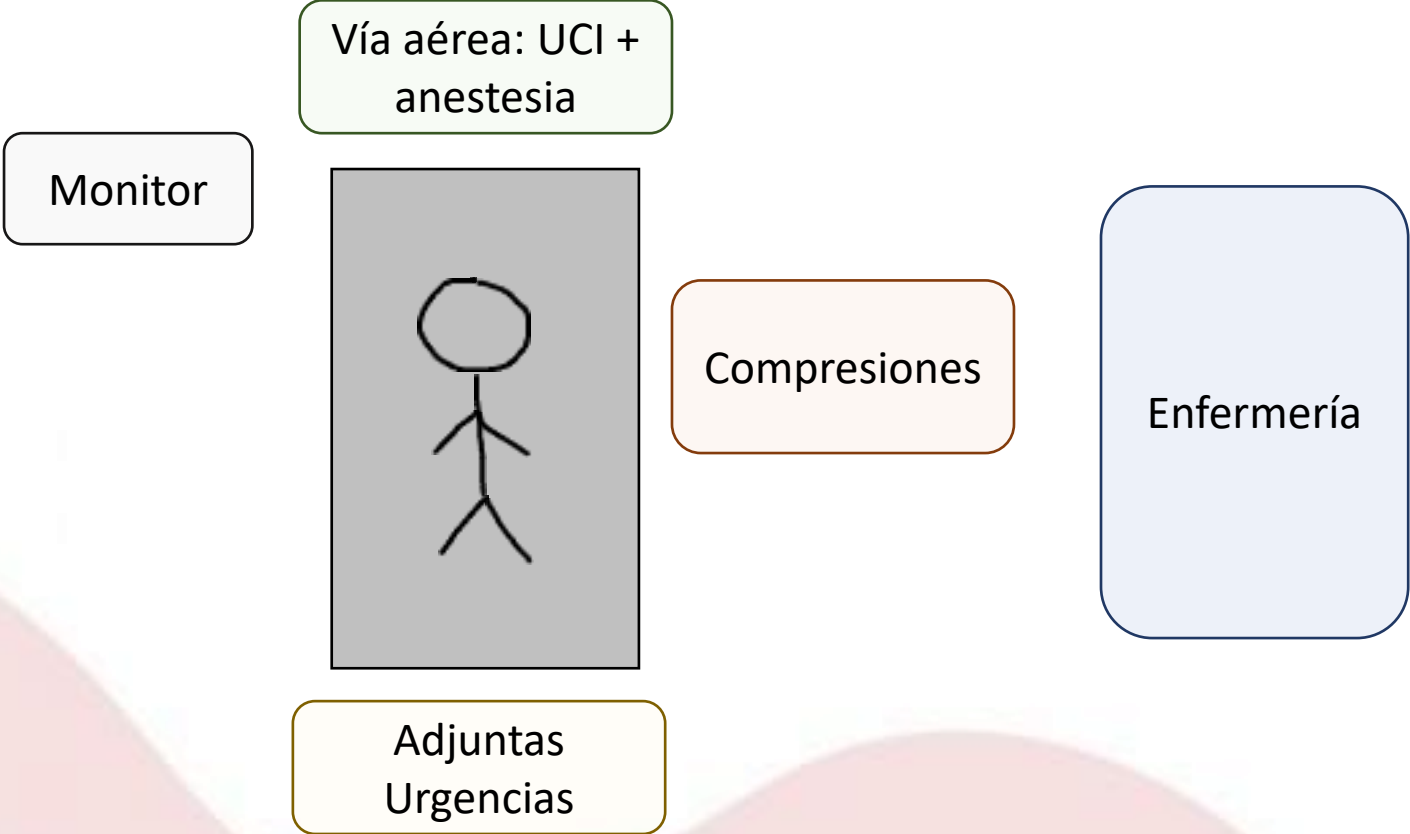 Vía aérea: UCI +
anestesia
Monitor
Compresiones
Enfermería
Adjuntas
Urgencias